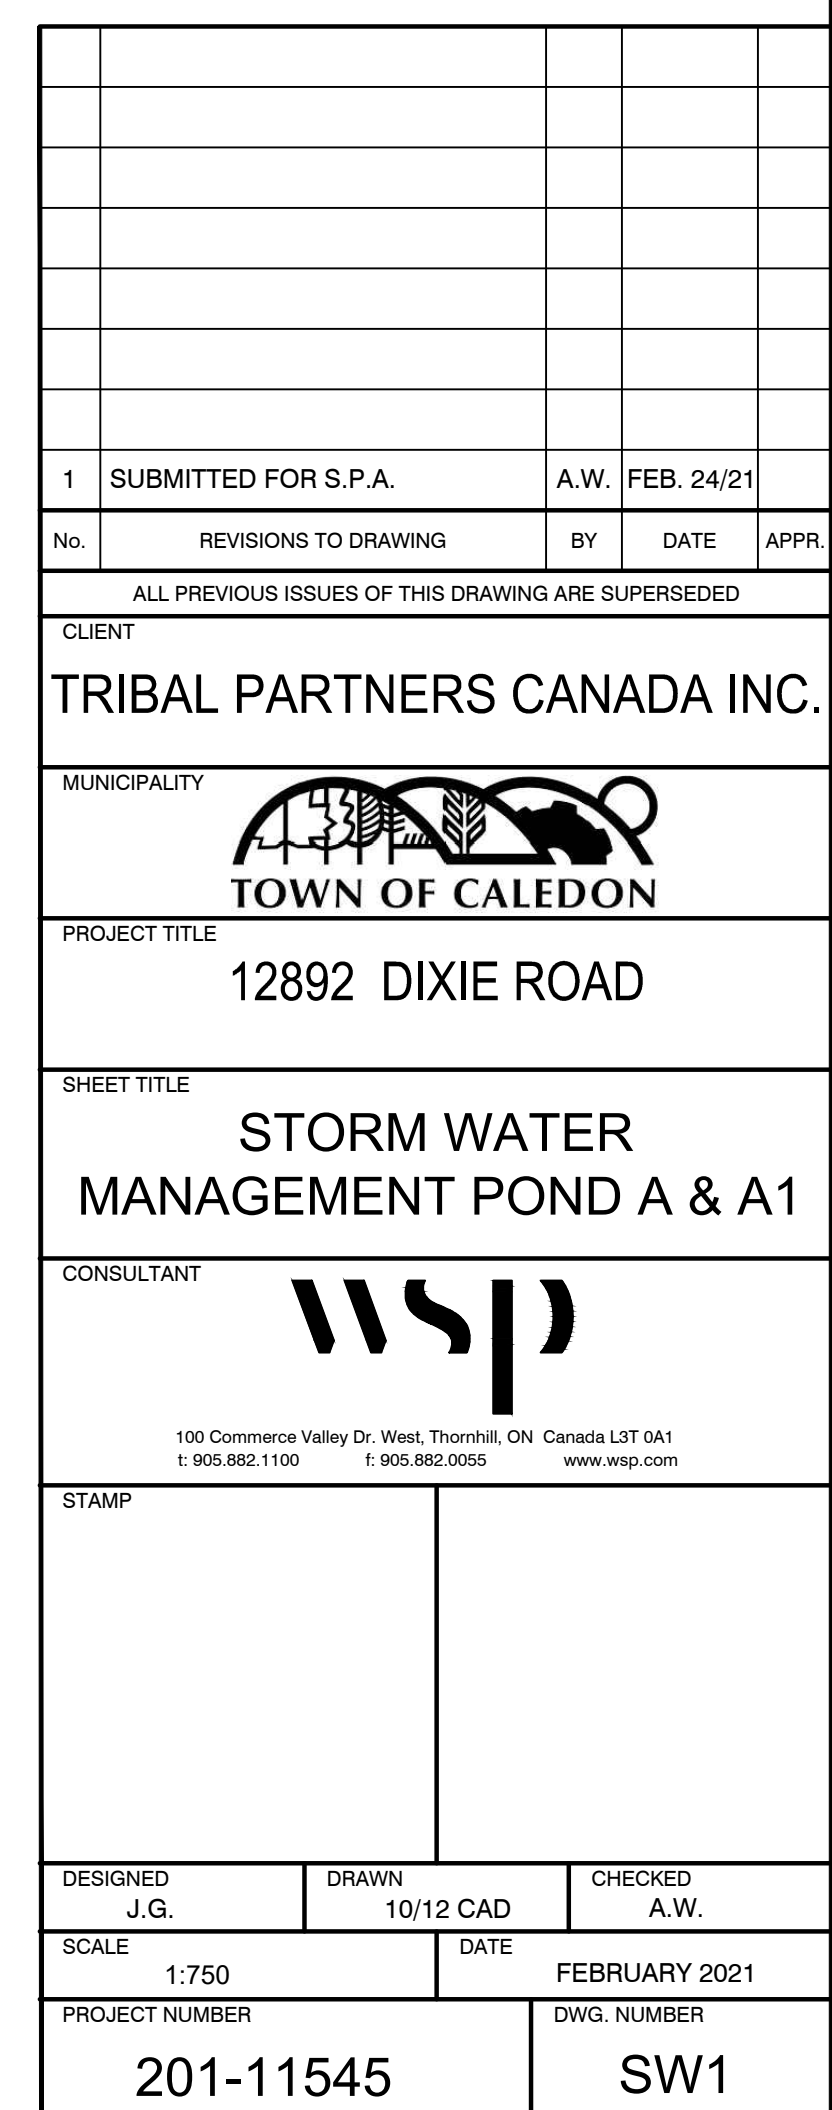 1 SUBMITTED FOR S.P.A. A.W. FEB. 24/21
No. REVISIONS TO DRAWING BY DATE APPR.
ALL PREVIOUS ISSUES OF THIS DRAWING ARE SUPERSEDED
CLIENT
TRIBAL PARTNERS CANADA INC.
MUNICIPALITY
TOWN OF CALEDON
PROJECT TITLE
12892 DIXIE ROAD
SHEET TITLE
STORM WATER
MANAGEMENT POND A & A1
CONSULTANT
wsp
100 Commerce Valley Dr. West, Thornhill, ON Canada L3T 0A1
t: 905.882.1100 f: 905.882.0055 www.wsp.com
STAMP
DESIGNED DRAWN CHECKED
J.G. 10/12 CAD A.W.
SCALE DATE
1:750 FEBRUARY 2021
PROJECT NUMBER DWG. NUMBER
201-11545 SW1